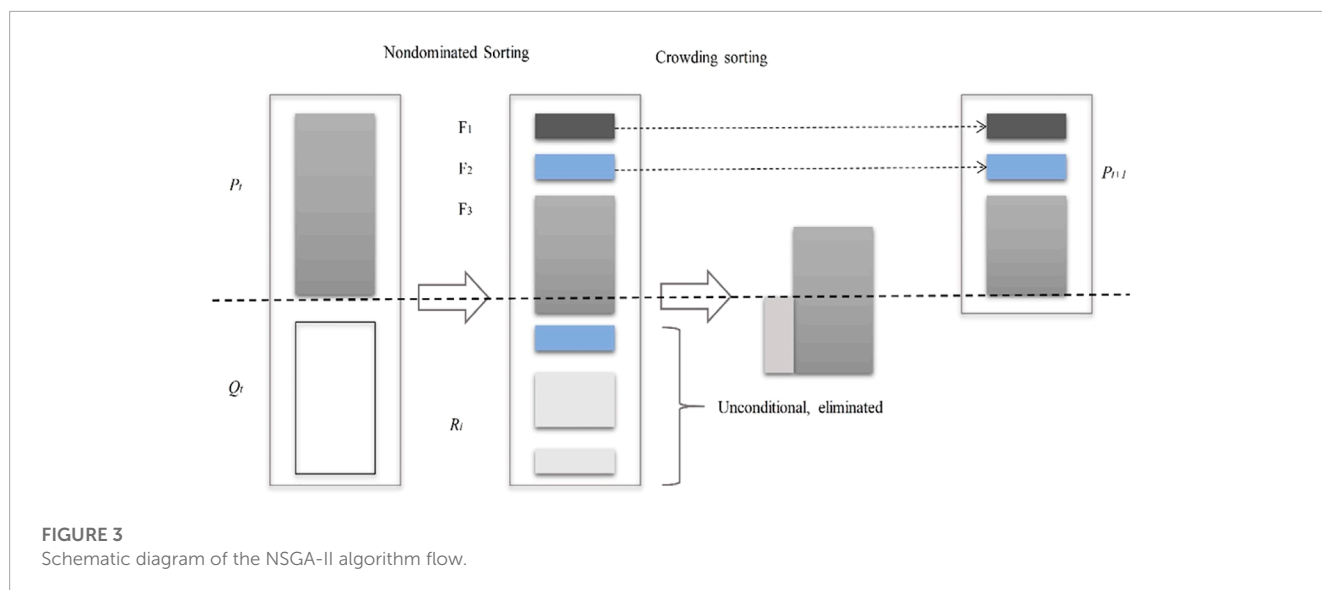 Nondominated Sorting
Crowding sorting
F1
F2
Pt
Pt+1
F3
Qt
Unconditional, eliminated
Ri
FIGURE 3
Schematic diagram of the NSGA-II algorithm flow.